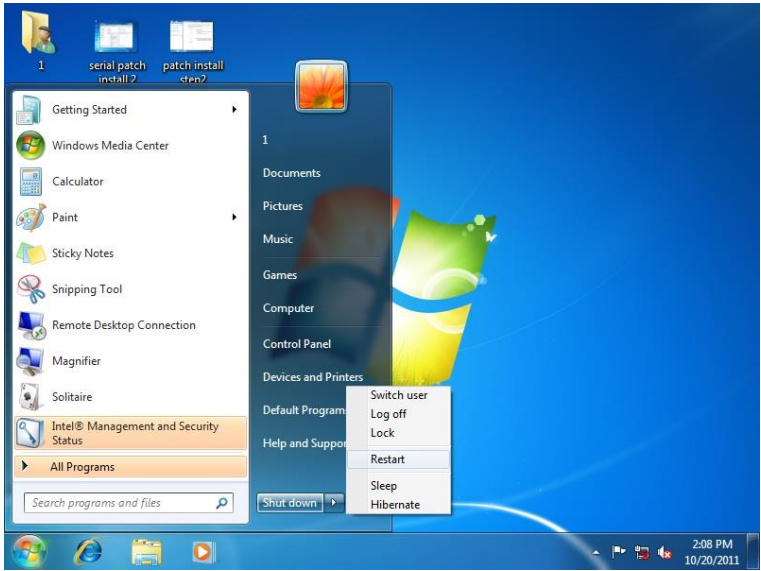 1
serial patch
install 2
patch install
step2
Getting Started
Windows Media Center
Calculator
Paint
Sticky Notes
Snipping Tool
Remote Desktop Connection
Magnifier
Solitaire
Intel® Management and Security
Status
All Programs
Search programs and files
1
Documents
Pictures
Music
Games
Computer
Control Panel
Devices and Printers
Default Program
Help and Suppor
Shut down
Switch user
Log off
Lock
Restart
Sleep
Hibernate
2:08 PM
10/20/2011